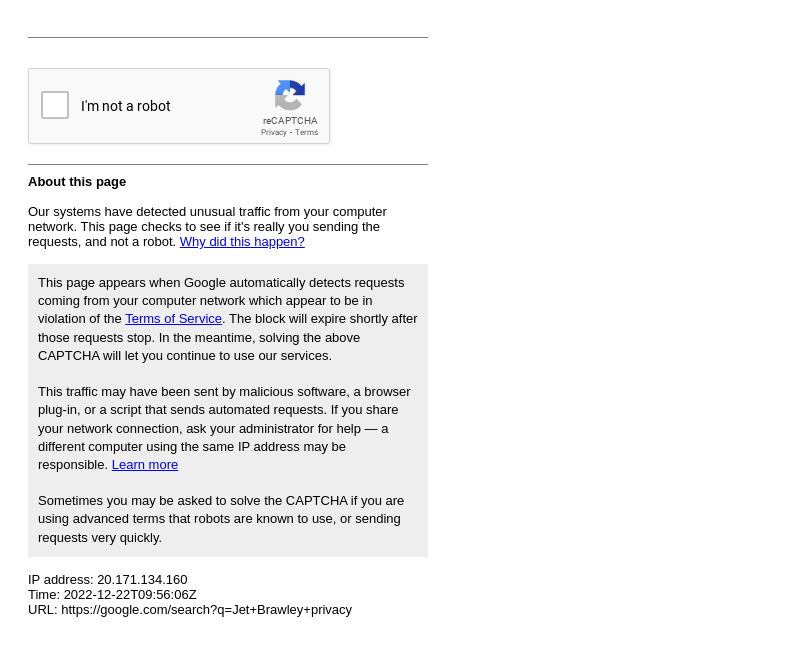 I'm not a robot
reCAPTCHA
Privacy - Terms
About this page
Our systems have detected unusual traffic from your computer
network. This page checks to see if it's really you sending the
requests, and not a robot. Why did this happen?
This page appears when Google automatically detects requests
coming from your computer network which appear to be in
violation of the Terms of Service. The block will expire shortly after
those requests stop. In the meantime, solving the above
CAPTCHA will let you continue to use our services.
This traffic may have been sent by malicious software, a browser
plug-in, or a script that sends automated requests. If you share
your network connection, ask your administrator for help — a
different computer using the same IP address may be
responsible. Learn more
Sometimes you may be asked to solve the CAPTCHA if you are
using advanced terms that robots are known to use, or sending
requests very quickly.
IP address: 20.171.134.160
Time: 2022-12-22T09:56:06Z
URL: https://google.com/search?q=Jet+Brawley+privacy